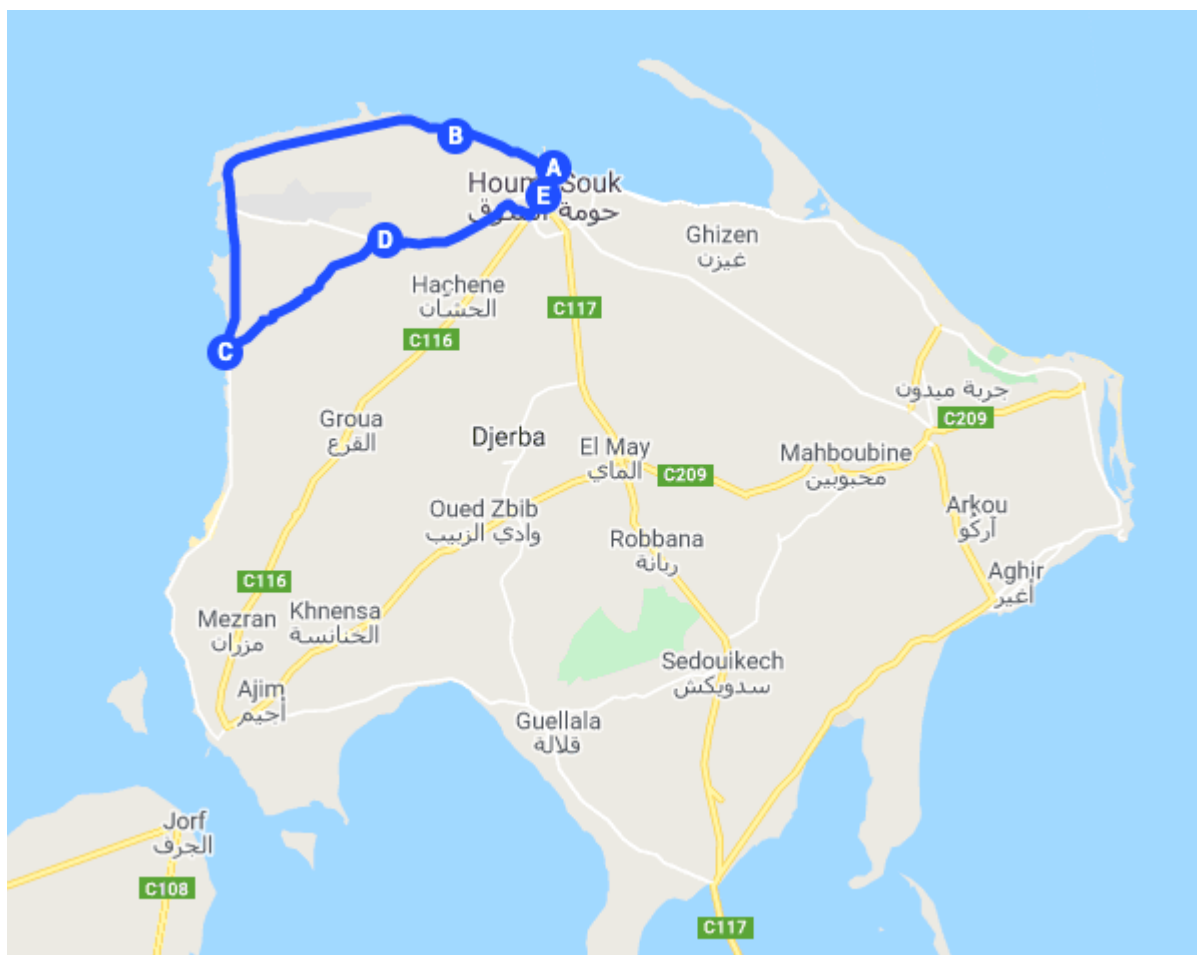 B
A
Houmt Souk
حومة السوق
E
D
Ghizen
غيزن
Hachene
الحشّان
C117
C116
C
جربة ميدون
Groua
القرع
C209
Djerba
El May
الماي
C209
Mahboubine
محبوبين
Oued Zbib
وادي الزبيب
Arkou
آركو
Robbana
ربانة
C116
Aghir
أغير
Mezran
مزران
Khnensa
الخنانسة
Sedouikech
سدويكش
Ajim
أجيم
Guellala
قلالة
Jorf
الجرف
C108
C117